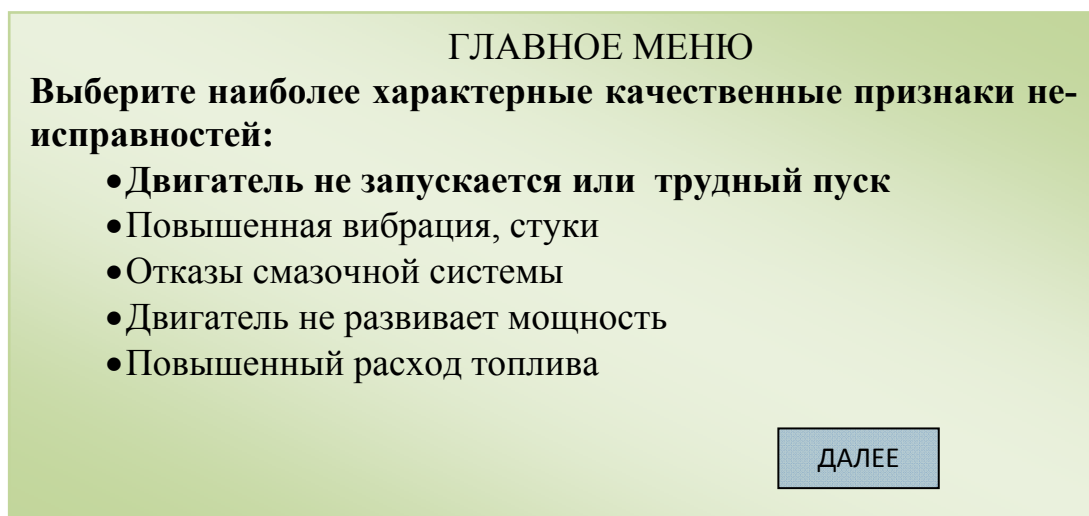 ГЛАВНОЕ МЕНЮ
Выберите наиболее характерные качественные признаки не-
исправностей:
•Двигатель не запускается или трудный пуск
•Повышенная вибрация, стуки
•Отказы смазочной системы
•Двигатель не развивает мощность
•Повышенный расход топлива
ДАЛЕЕ